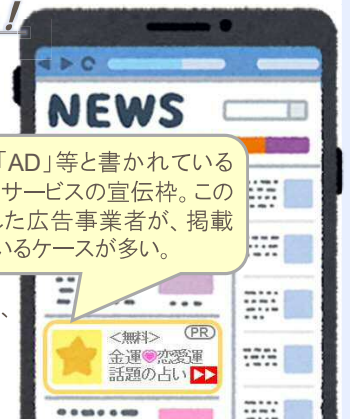 !
NEWS
「AD」等と書かれている
サービスの宣伝枠。この
した広告事業者が、掲載
いるケースが多い。
、
<無料> PR
金運💗恋愛運
話題の占い